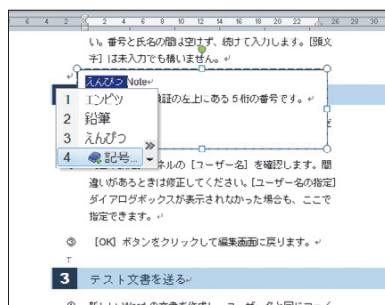 6 4 2 2 4 6 8 10 12 14 16 18 20 22 26 28 30
い。番号と氏名の間は空けず、続けて入力します。[頭文
字] は未入力でも構いません。
えんぴつ Note
1 エンピツ
証の左上にある 5 桁の番号です。
2 鉛筆
3 えんぴつ
4 記号...
ネルの [ユーザー名] を確認します。間
違いがあるときは修正してください。[ユーザー名の指定]
ダイアログボックスが表示されなかった場合も、ここで
指定できます。
③ [OK] ボタンをクリックして編集画面に戻ります。
3 テスト文書を送る